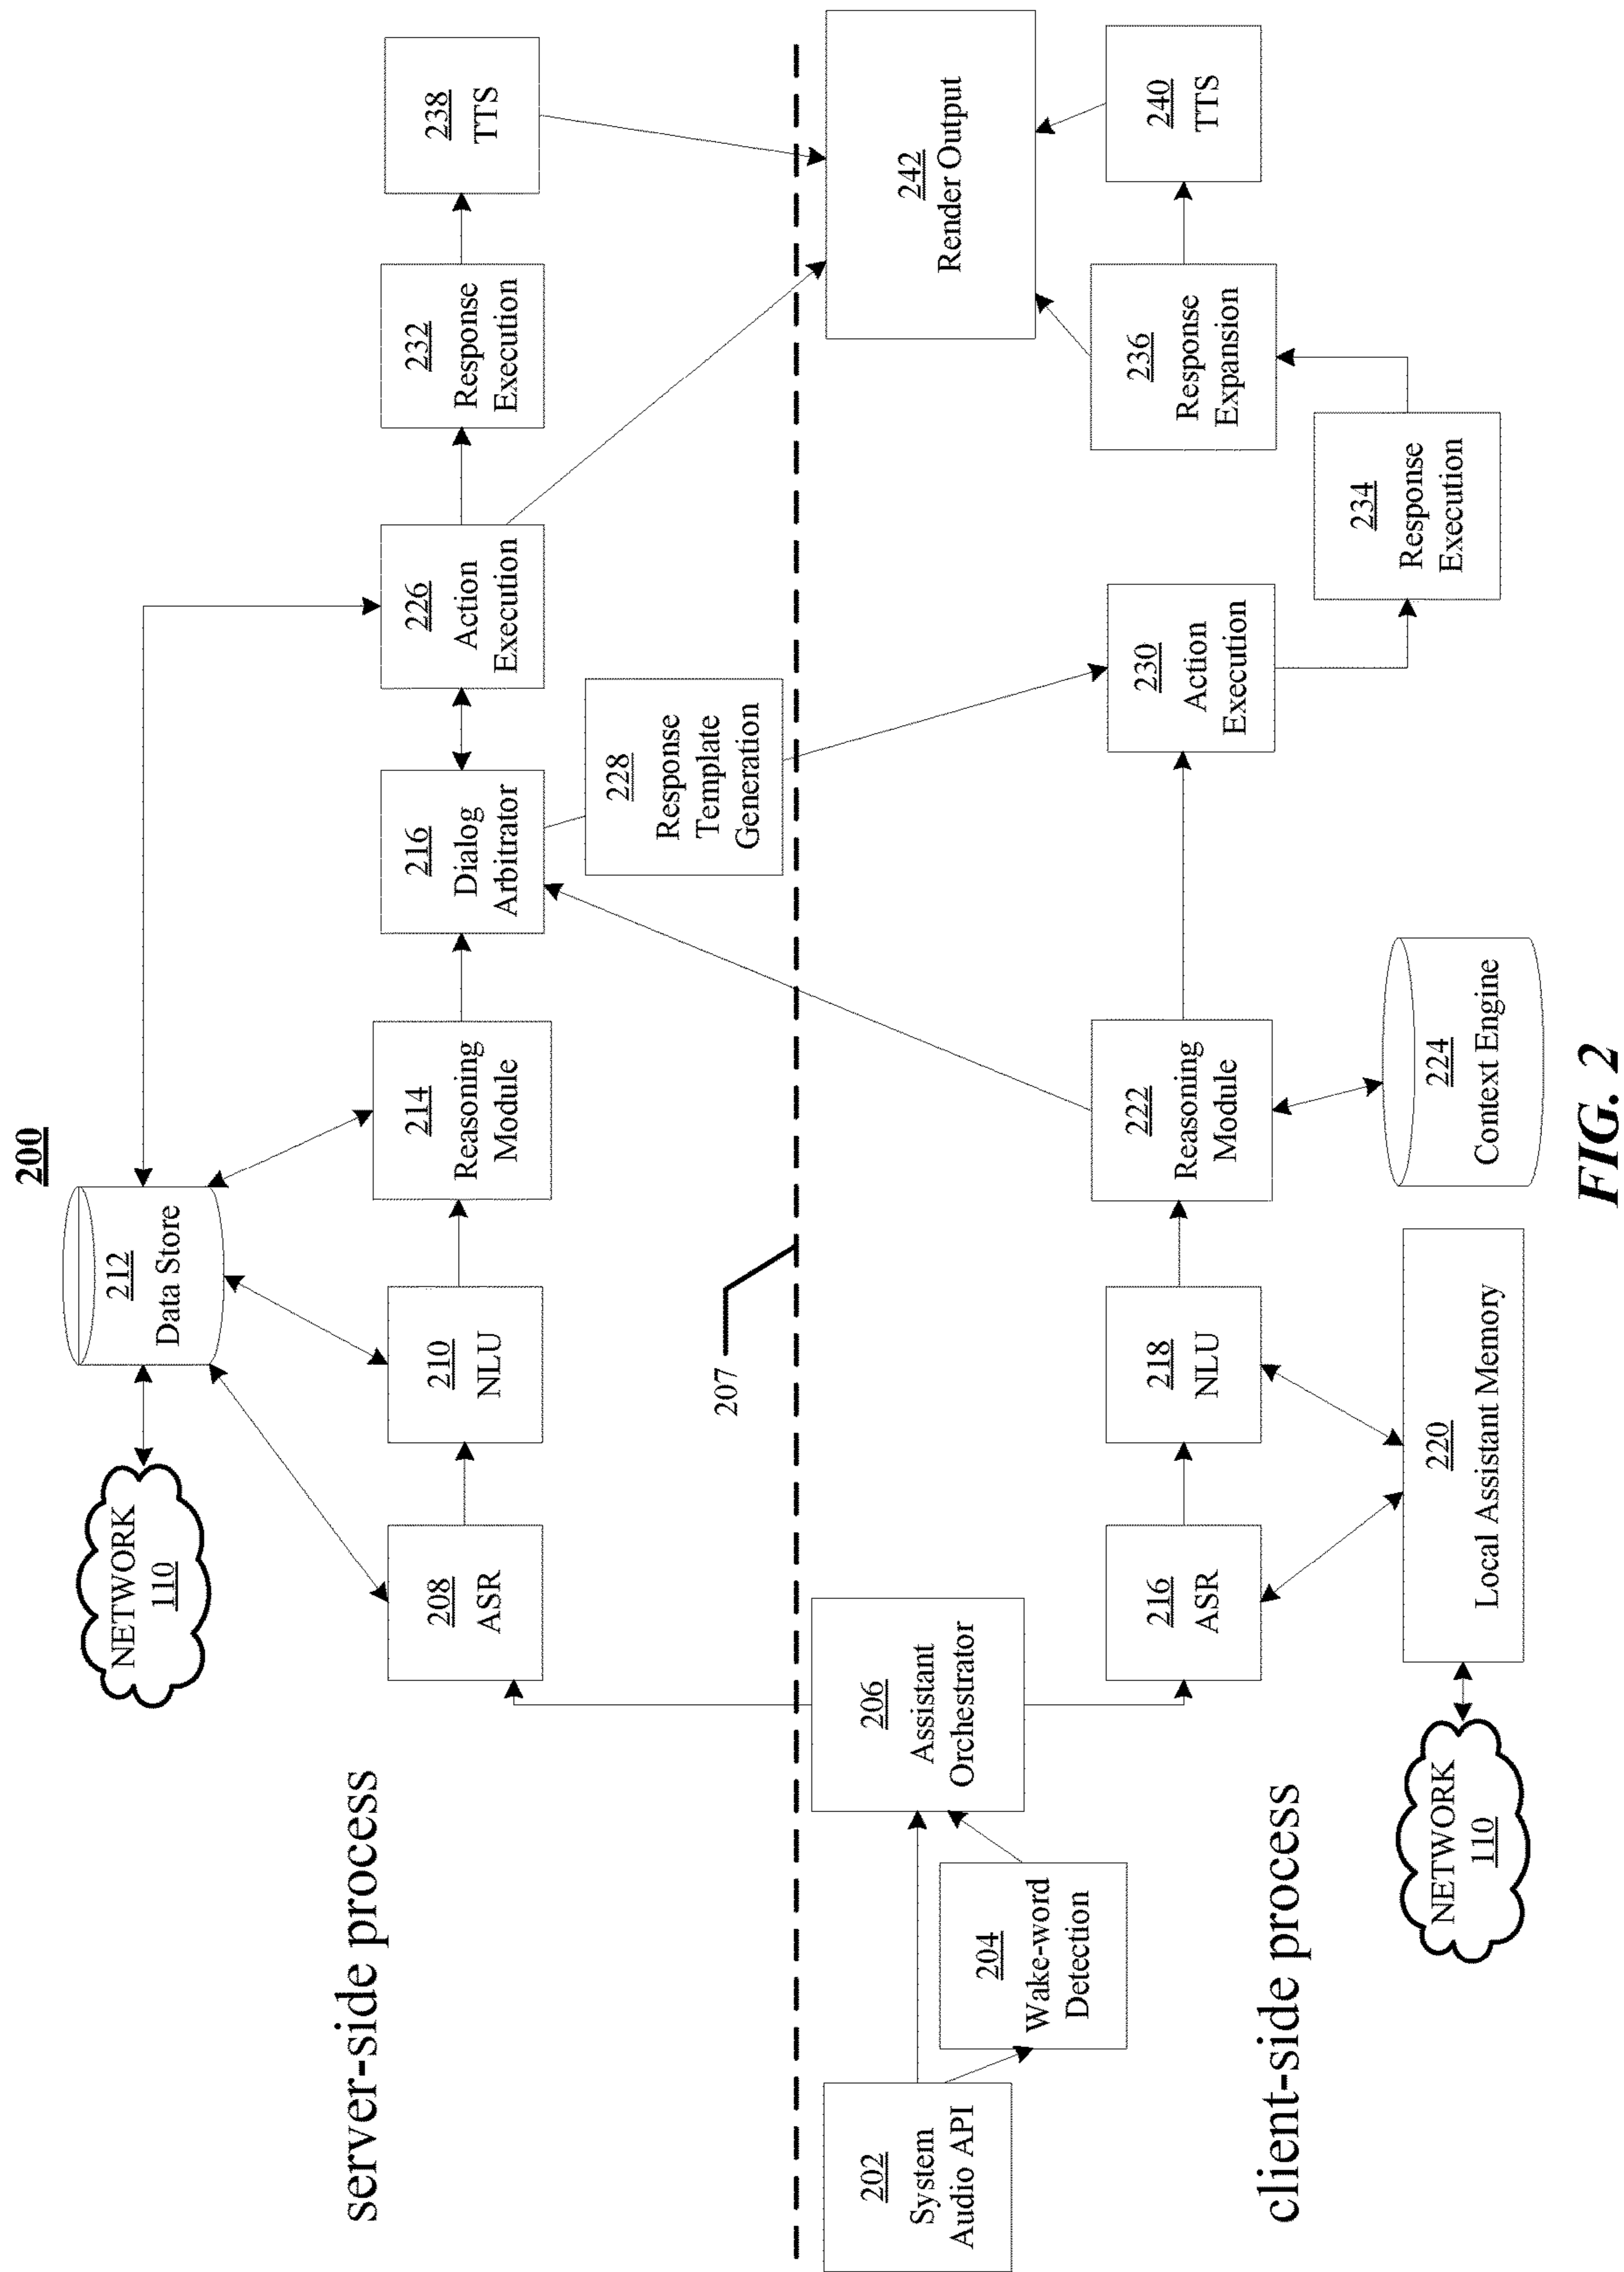 200
server-side process
NETWORK
110
212
Data Store
208
ASR
210
NLU
214
Reasoning
Module
216
Dialog
Arbitrator
226
Action
Execution
232
Response
Execution
238
TTS
228
Response
Template
Generation
207
202
System
Audio API
204
Wake-word
Detection
206
Assistant
Orchestrator
242
Render Output
client-side process
216
ASR
218
NLU
222
Reasoning
Module
230
Action
Execution
236
Response
Expansion
240
TTS
234
Response
Execution
NETWORK
110
220
Local Assistant Memory
224
Context Engine
FIG. 2